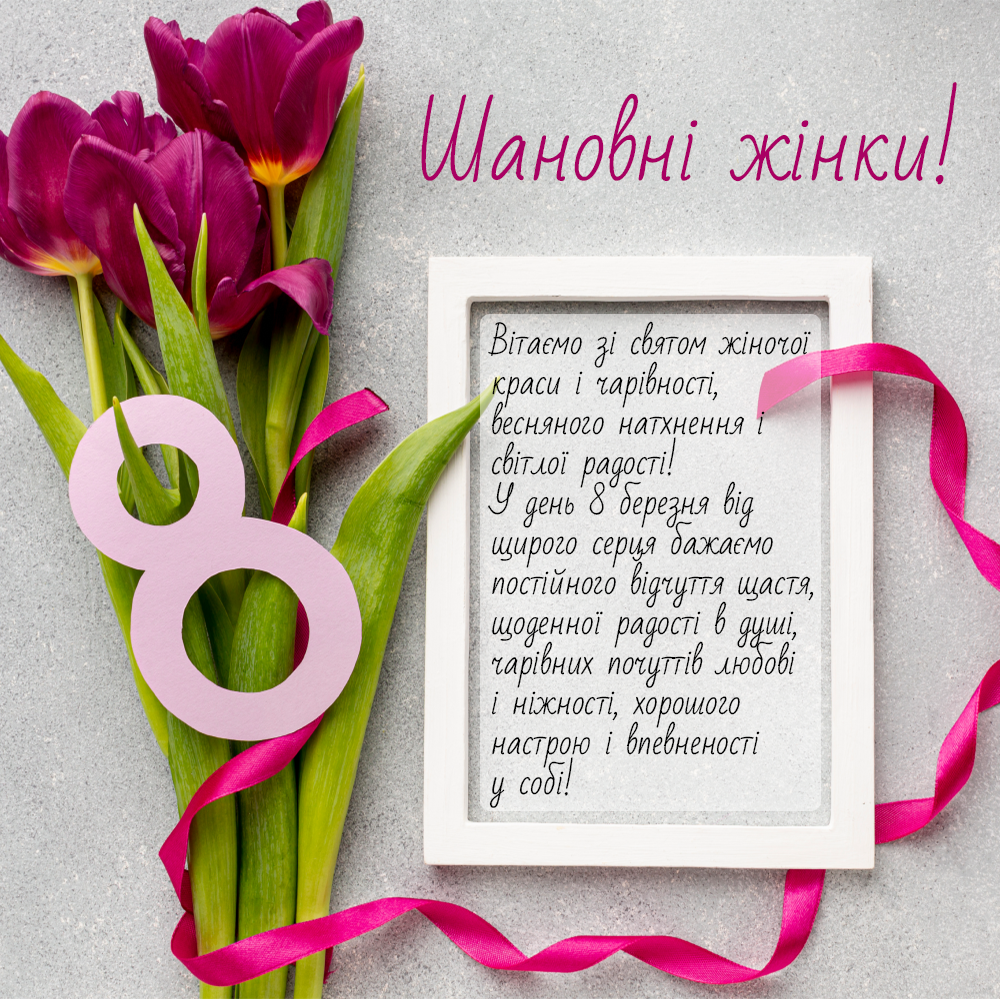 Шановні жінки!
Вітаємо зі святом жіночої
краси і чарівності,
весняного натхнення і
світлої радості!
У день 8 березня від
щирого серця бажаємо
постійного відчуття щастя,
щоденної радості в душі,
чарівних почуттів любові
і ніжності, хорошого
настрою і впевненості
у собі!
8